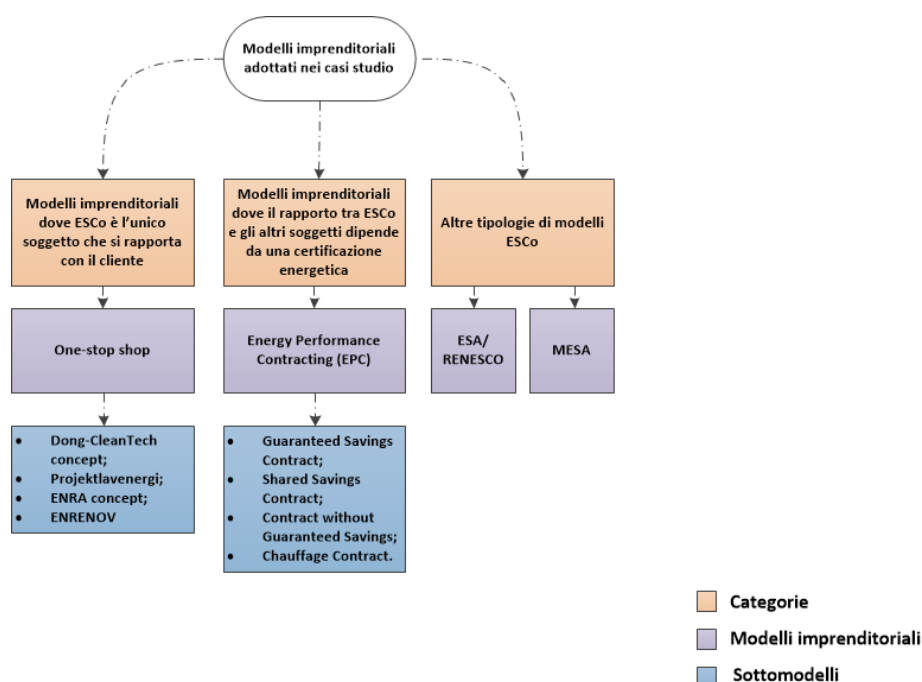 Modelli imprenditoriali
adottati nei casi studio
Modelli imprenditoriali
dove ESCo è l'unico
soggetto che si rapporta
con il cliente
Modelli imprenditoriali
dove il rapporto tra ESCo
e gli altri soggetti dipende
da una certificazione
energetica
Altre tipologie di modelli
ESCo
One-stop shop
Energy Performance
Contracting (EPC)
ESA/
RENESCO
MESA
• Dong-CleanTech
concept;
• Projektlavenergi;
• ENRA concept;
• ENRENOV
• Guaranteed Savings
Contract;
• Shared Savings
Contract;
• Contract without
Guaranteed Savings;
• Chauffage Contract.
Categorie
Modelli imprenditoriali
Sottomodelli